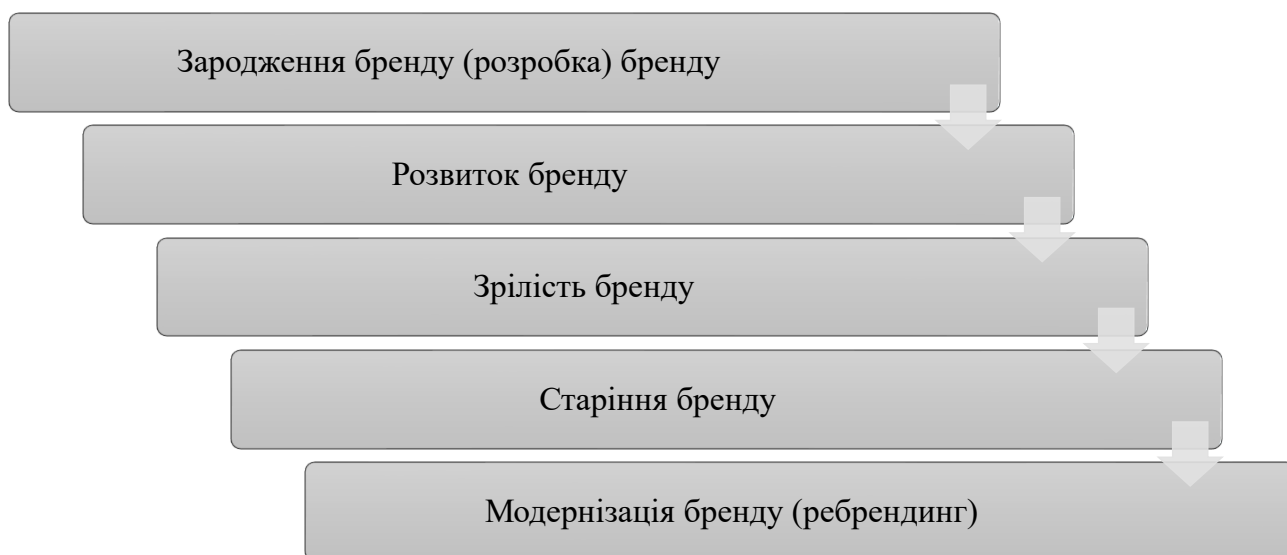 Зародження бренду (розробка) бренду
Розвиток бренду
Зрілість бренду
Старіння бренду
Модернізація бренду (ребрендинг)